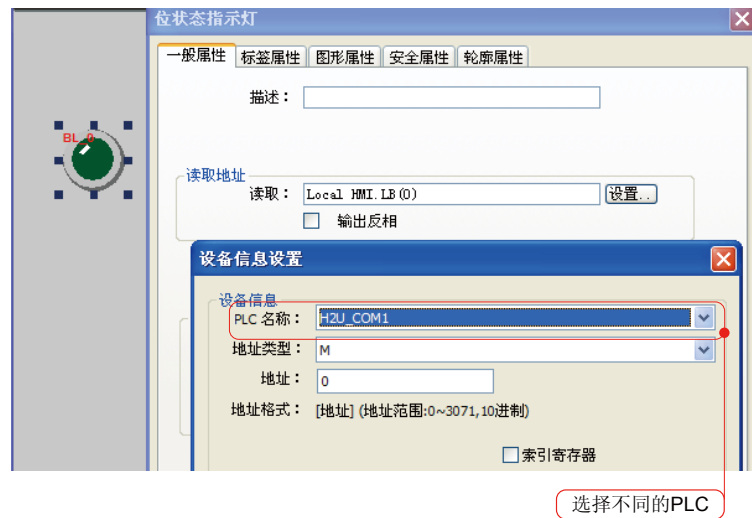 位状态指示灯
一般属性 标签属性 图形属性 安全属性 轮廓属性
描述：
BL_0
读取地址
读取： Local HMI.LB(0) 设置..
输出反相
设备信息设置
设备信息
PLC 名称： H2U_COM1
地址类型： M
地址： 0
地址格式： [地址] (地址范围:0~3071,10进制)
索引寄存器
选择不同的PLC